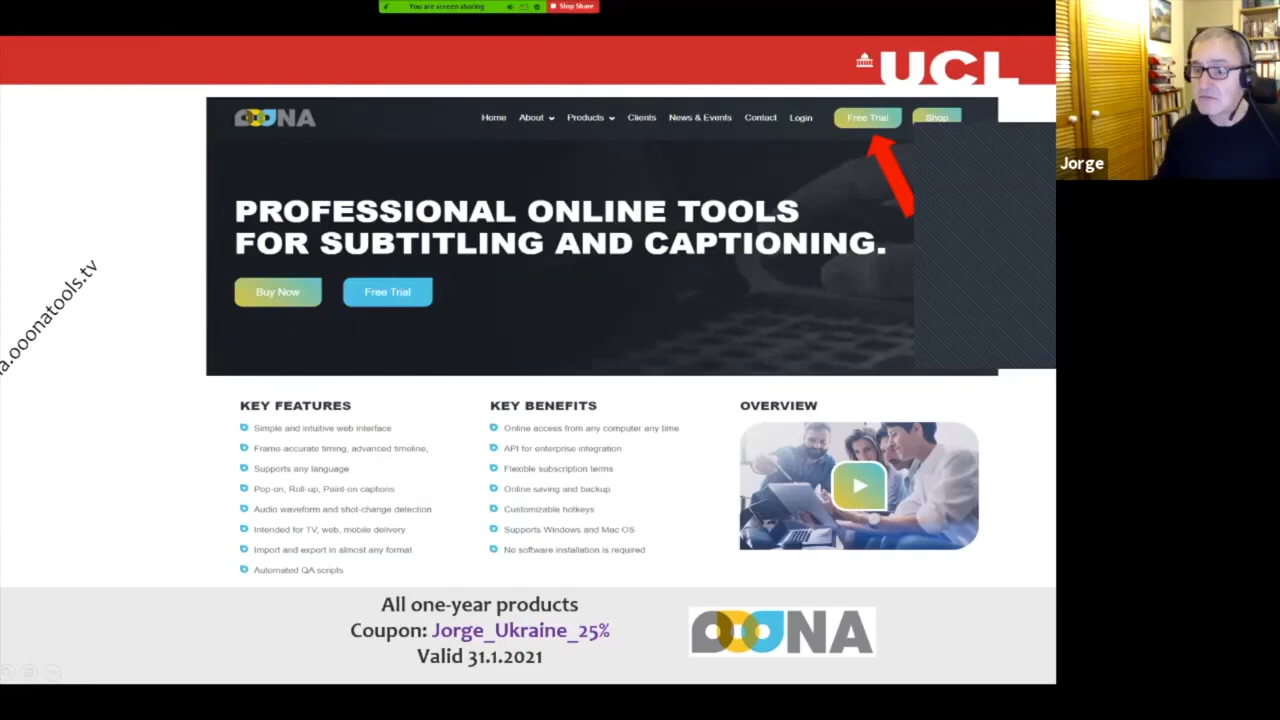 You are screen sharing
Stop Share
UCL
OOONA
Home About Products Clients News & Events Contact Login Free Trial Shop
PROFESSIONAL ONLINE TOOLS
FOR SUBTITLING AND CAPTIONING.
Buy Now Free Trial
a.ooonatools.tv
Jorge
KEY FEATURES
Simple and intuitive web interface
Frame-accurate timing, advanced timeline,
Supports any language
Pop-on, Roll-up, Paint-on captions
Audio waveform and shot-change detection
Intended for TV, web, mobile delivery
Import and export in almost any format
Automated QA scripts
KEY BENEFITS
Online access from any computer any time
API for enterprise integration
Flexible subscription terms
Online saving and backup
Customizable hotkeys
Supports Windows and Mac OS
No software installation is required
OVERVIEW
All one-year products
Coupon: Jorge_Ukraine_25%
Valid 31.1.2021
OOONA